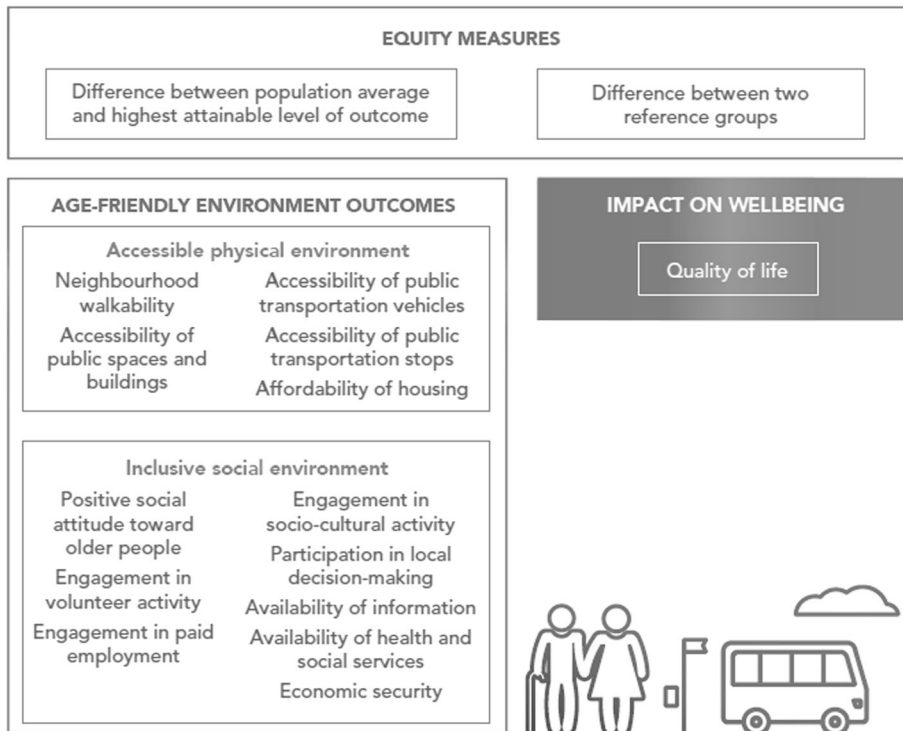 EQUITY MEASURES
Difference between population average
and highest attainable level of outcome
Difference between two
reference groups
AGE-FRIENDLY ENVIRONMENT OUTCOMES
Accessible physical environment
Neighbourhood
walkability
Accessibility of
public spaces and
buildings
Accessibility of public
transportation vehicles
Accessibility of public
transportation stops
Affordability of housing
Inclusive social environment
Positive social
attitude toward
older people
Engagement in
volunteer activity
Engagement in paid
employment
Engagement in
socio-cultural activity
Participation in local
decision-making
Availability of information
Availability of health and
social services
Economic security
IMPACT ON WELLBEING
Quality of life